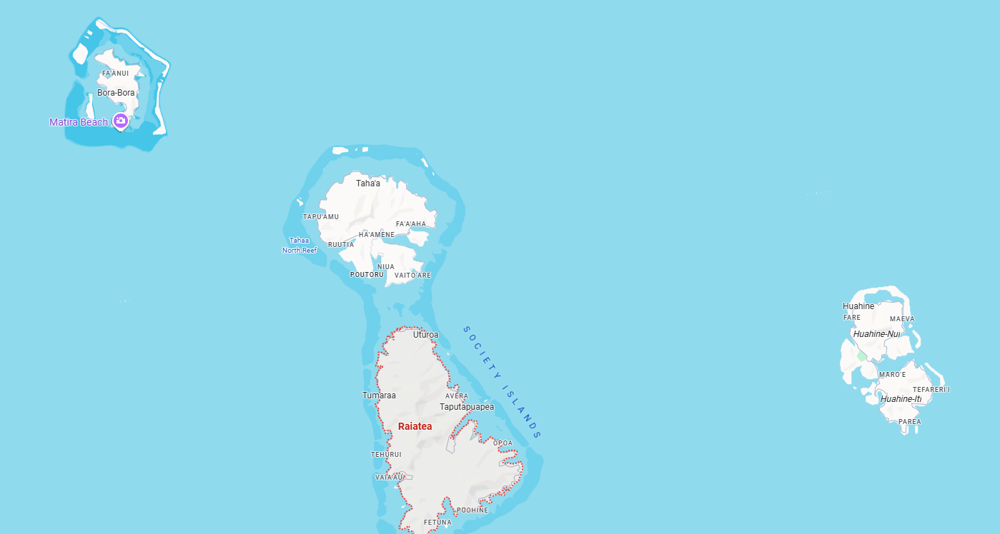 FA'ANUI
Bora-Bora
Matira Beach
Taha'a
TAPU'AMU
FA'A'AHA
HA'AMENE
Tahaa
North Reef
RUUTIA
NIUA
POUTORU
VAITO'ARE
Huahine
FARE
MAEVA
Huahine-Nui
Uturoa
SOCIETY ISLANDS
MARO'E
TEFARERI'I
Huahine-Iti
PAREA
Tumaraa
AVERA
Taputapuapea
Raiatea
OPOA
TEHURUI
VAIAAU
PUOHINE
FETUNA